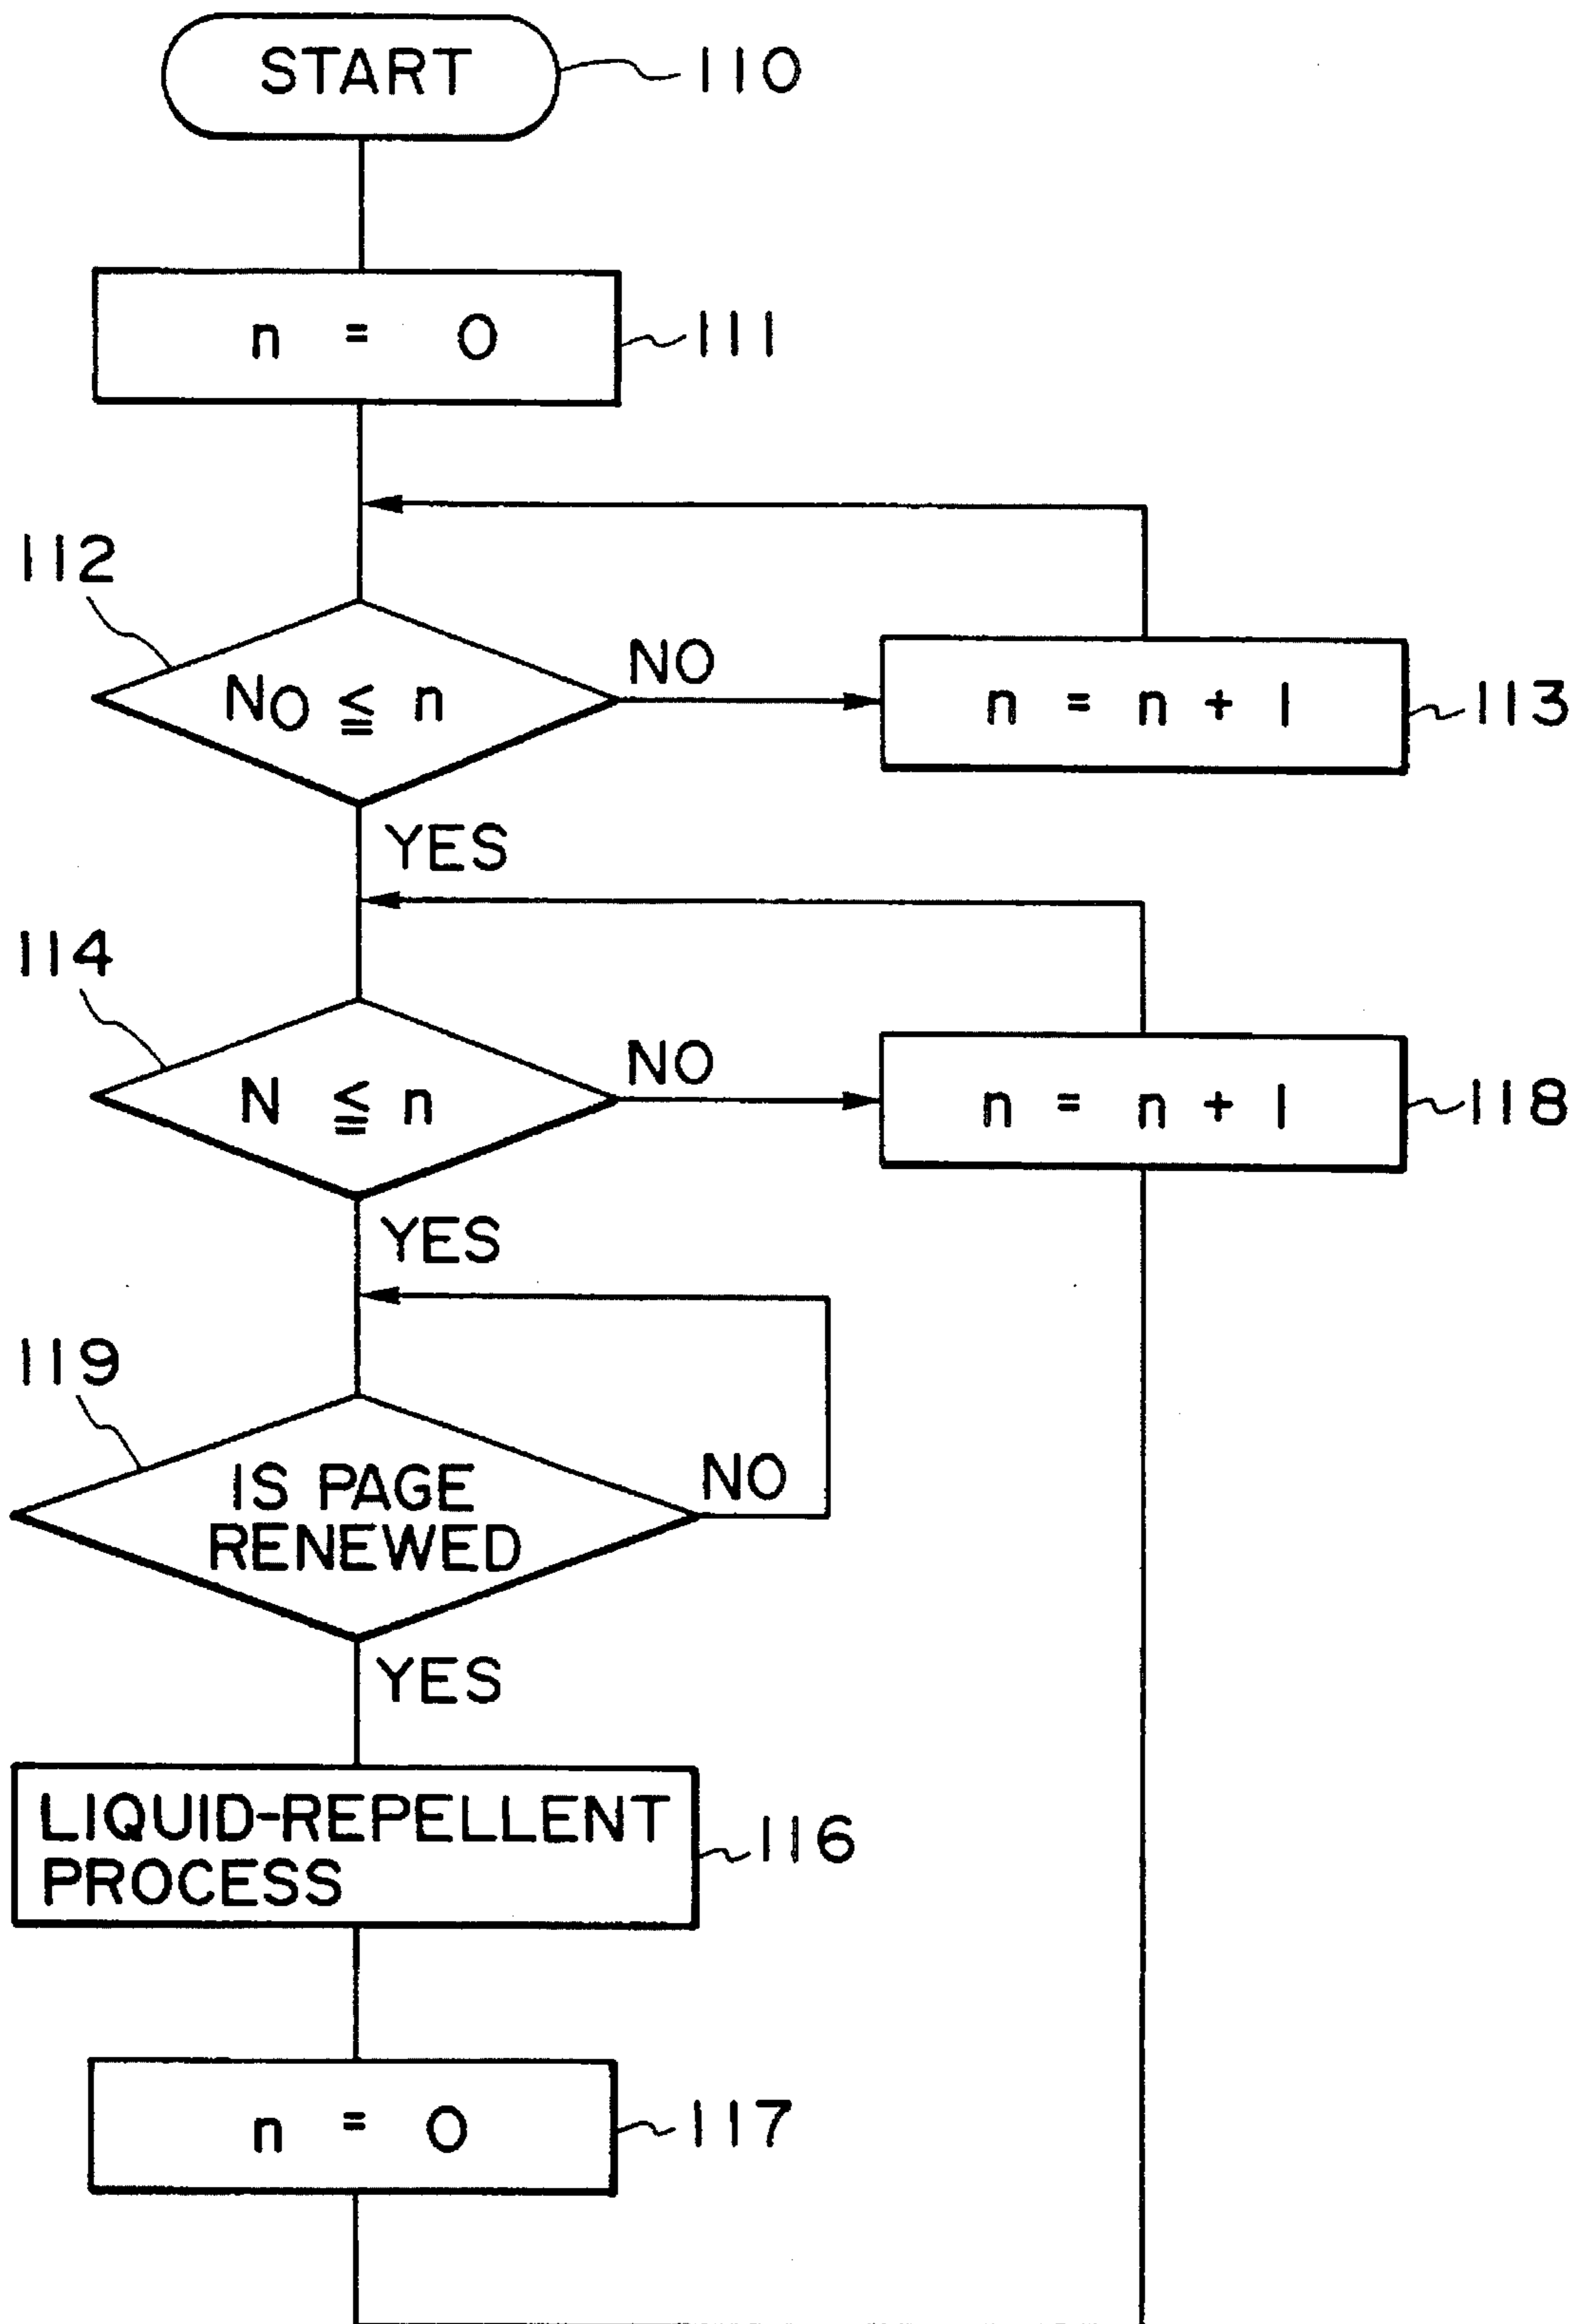 START
110
n = 0
111
112
No ≦ n
NO
n = n + 1
113
YES
114
N ≦ n
NO
n = n + 1
118
YES
119
IS PAGE
RENEWED
NO
YES
LIQUID-REPELLENT
PROCESS
116
n = 0
117